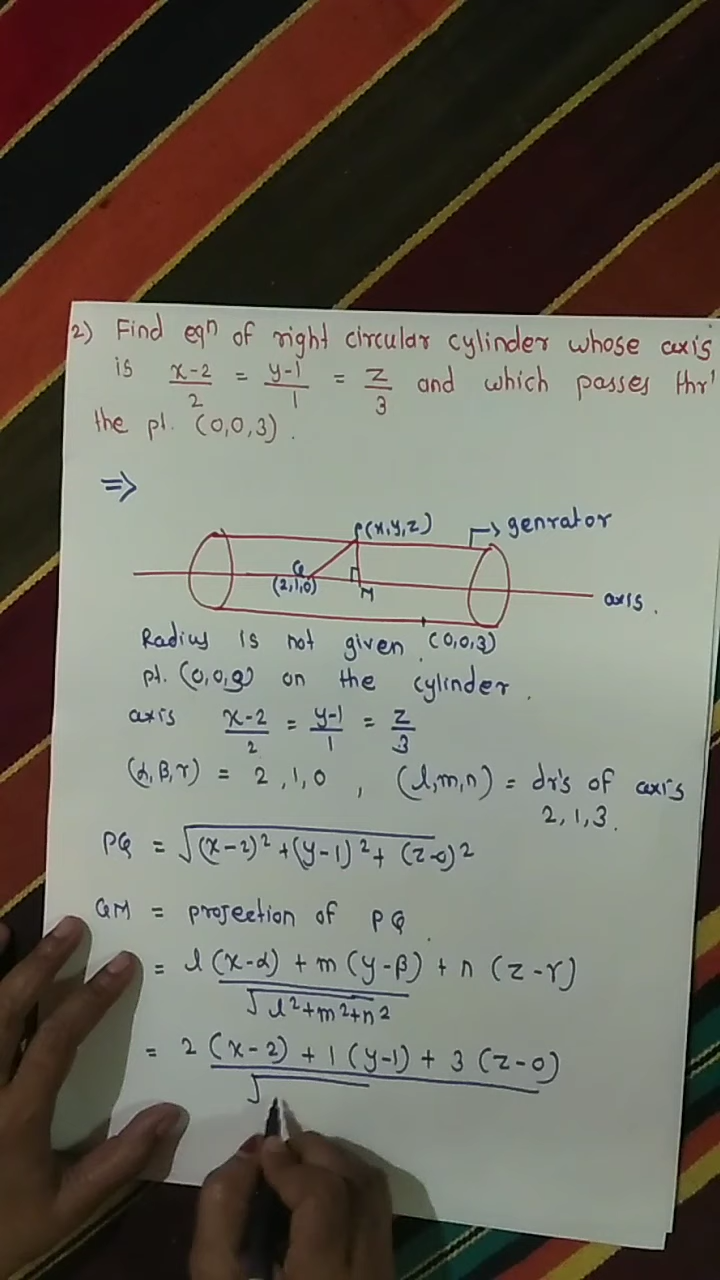 2) Find eqn of right circular cylinder whose axis
is x-2/2 = y-1/1 = z/3 and which passes thr'
the pt. (0,0,3).
⇒
P(x,y,z) → genrator
Q
(2,1,0) M axis.
Radius is not given. (0,0,3)
pt. (0,0,3) on the cylinder.
axis x-2/2 = y-1/1 = z/3
(α,β,γ) = 2,1,0 , (l,m,n) = dr's of axis
2,1,3.
PQ = √(x-2)²+(y-1)²+(z-0)²
QM = projection of PQ.
= l(x-α)+m(y-β)+n(z-γ)
√l²+m²+n²
= 2(x-2)+1(y-1)+3(z-0)
√